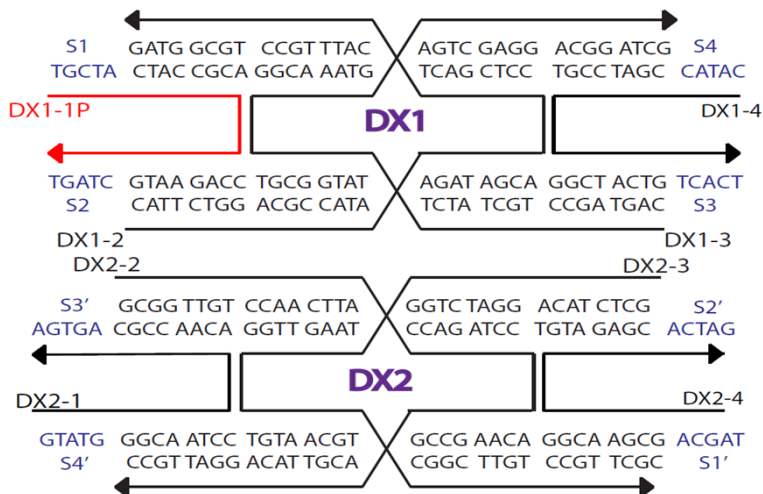 S1 GATG GCGT CCGT TTAC AGTC GAGG ACGG ATCG S4
TGCTA CTAC CGCA GGCA AATG TCAG CTCC TGCC TAGC CATAC
DX1-1P DX1 DX1-4
TGATC GTAA GACC TGCG GTAT AGAT AGCA GGCT ACTG TCACT
S2 CATT CTGG ACGC CATA TCTA TCGT CCGA TGAC S3
DX1-2 DX1-3
DX2-2 DX2-3
S3' GCGG TTGT CCAA CTTA GGTC TAGG ACAT CTCG S2'
AGTGA CGCC AACA GGTT GAAT CCAG ATCC TGTA GAGC ACTAG
DX2-1 DX2 DX2-4
GTATG GGCA ATCC TGTA ACGT GCCG AACA GGCA AGCG ACGAT
S4' CCGT TAGG ACAT TGCA CGGC TTGT CCGT TCGC S1'